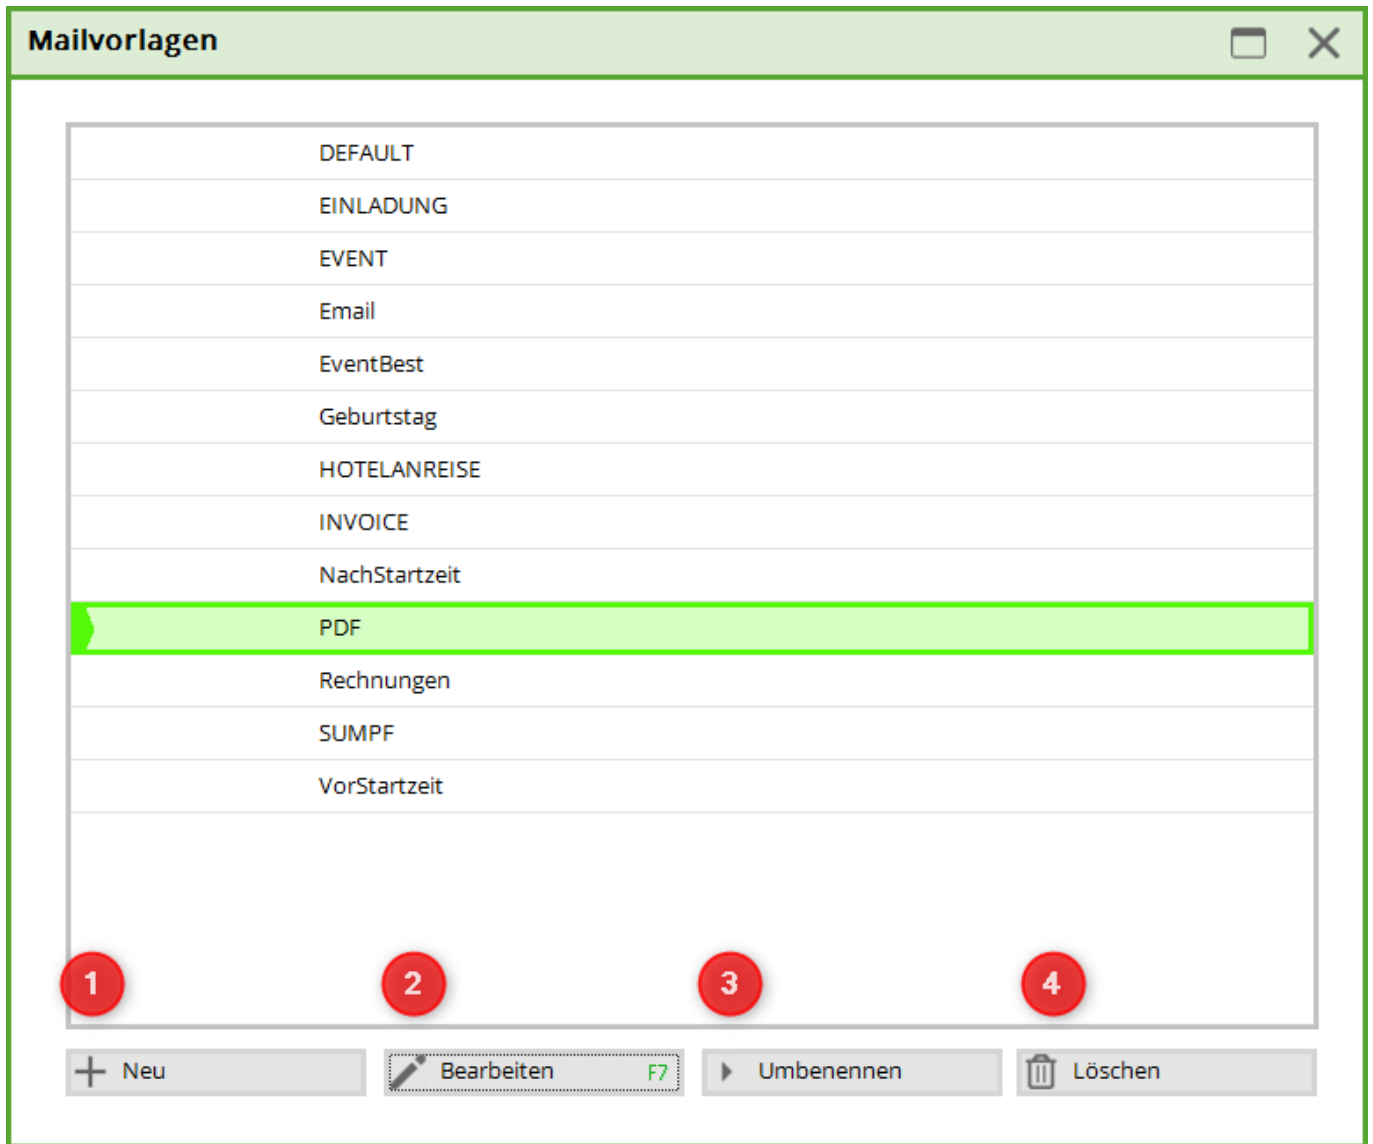 Mailvorlagen
DEFAULT
EINLADUNG
EVENT
Email
EventBest
Geburtstag
HOTELANREISE
INVOICE
NachStartzeit
PDF
Rechnungen
SUMPF
VorStartzeit
1 2 3 4
Neu Bearbeiten F7 Umbenennen Löschen